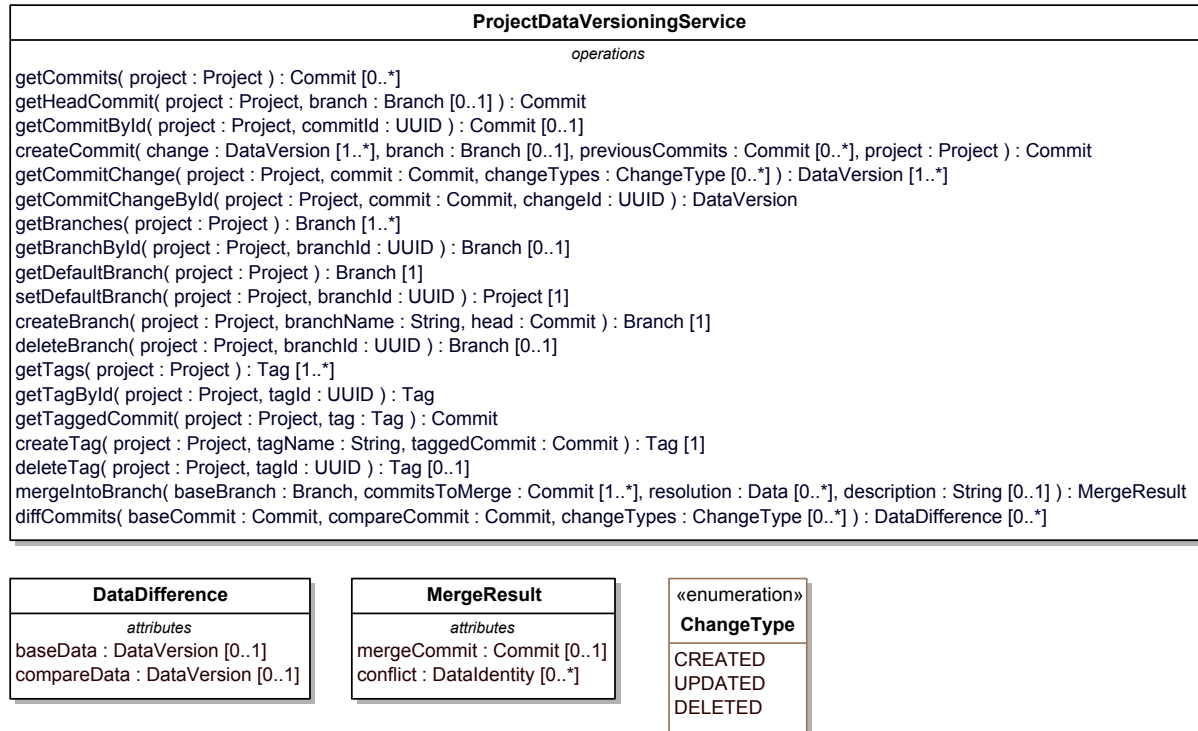 ProjectDataVersioningService
operations
getCommits( project : Project ) : Commit [0..*]
getHeadCommit( project : Project, branch : Branch [0..1] ) : Commit
getCommitById( project : Project, commitId : UUID ) : Commit [0..1]
createCommit( change : DataVersion [1..*], branch : Branch [0..1], previousCommits : Commit [0..*], project : Project ) : Commit
getCommitChange( project : Project, commit : Commit, changeTypes : ChangeType [0..*] ) : DataVersion [1..*]
getCommitChangeById( project : Project, commit : Commit, changeId : UUID ) : DataVersion
getBranches( project : Project ) : Branch [1..*]
getBranchById( project : Project, branchId : UUID ) : Branch [0..1]
getDefaultBranch( project : Project ) : Branch [1]
setDefaultBranch( project : Project, branchId : UUID ) : Project [1]
createBranch( project : Project, branchName : String, head : Commit ) : Branch [1]
deleteBranch( project : Project, branchId : UUID ) : Branch [0..1]
getTags( project : Project ) : Tag [1..*]
getTagById( project : Project, tagId : UUID ) : Tag
getTaggedCommit( project : Project, tag : Tag ) : Commit
createTag( project : Project, tagName : String, taggedCommit : Commit ) : Tag [1]
deleteTag( project : Project, tagId : UUID ) : Tag [0..1]
mergeIntoBranch( baseBranch : Branch, commitsToMerge : Commit [1..*], resolution : Data [0..*], description : String [0..1] ) : MergeResult
diffCommits( baseCommit : Commit, compareCommit : Commit, changeTypes : ChangeType [0..*] ) : DataDifference [0..*]
DataDifference
attributes
baseData : DataVersion [0..1]
compareData : DataVersion [0..1]
MergeResult
attributes
mergeCommit : Commit [0..1]
conflict : DataIdentity [0..*]
«enumeration»
ChangeType
CREATED
UPDATED
DELETED